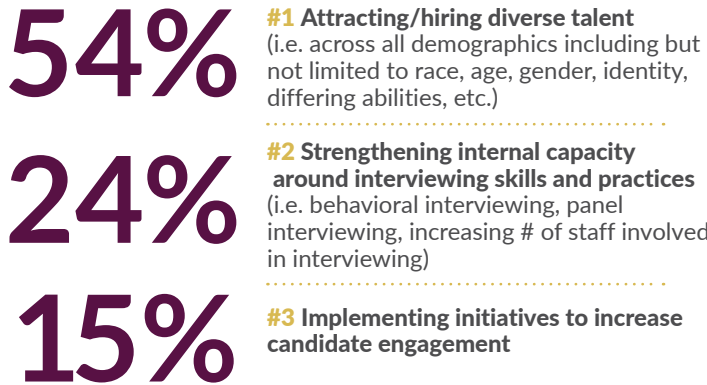 54%
#1 Attracting/hiring diverse talent
(i.e. across all demographics including but
not limited to race, age, gender, identity,
differing abilities, etc.)
24%
#2 Strengthening internal capacity
around interviewing skills and practices
(i.e. behavioral interviewing, panel
interviewing, increasing # of staff involved
in interviewing)
15%
#3 Implementing initiatives to increase
candidate engagement